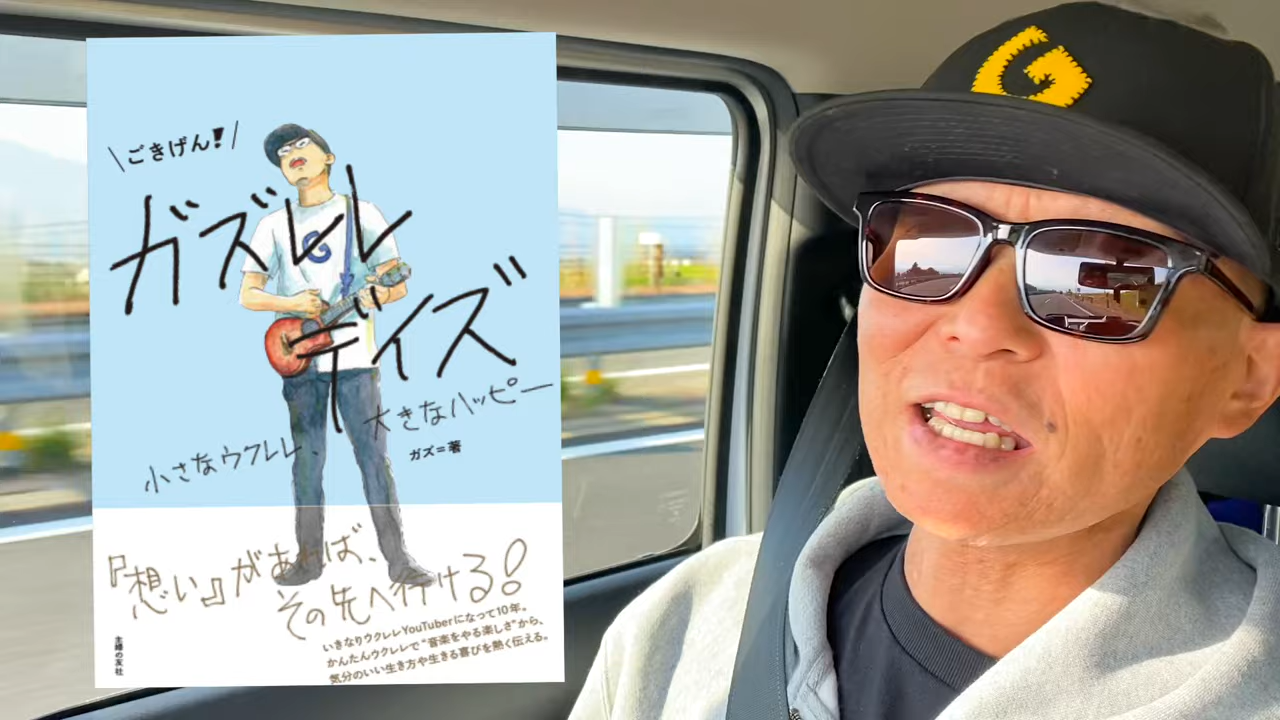 ごきげん!
ガズレレ
デイズ
大きなハッピー
小さなウクレレ、
ガズ=著
『想い』があれば、
その先へ行ける!
いきなりウクレレYouTuberになって10年。
かんたんウクレレで“音楽をやる楽しさ”から、
気分のいい生き方や生きる喜びを熱く伝える。
主婦の友社
G